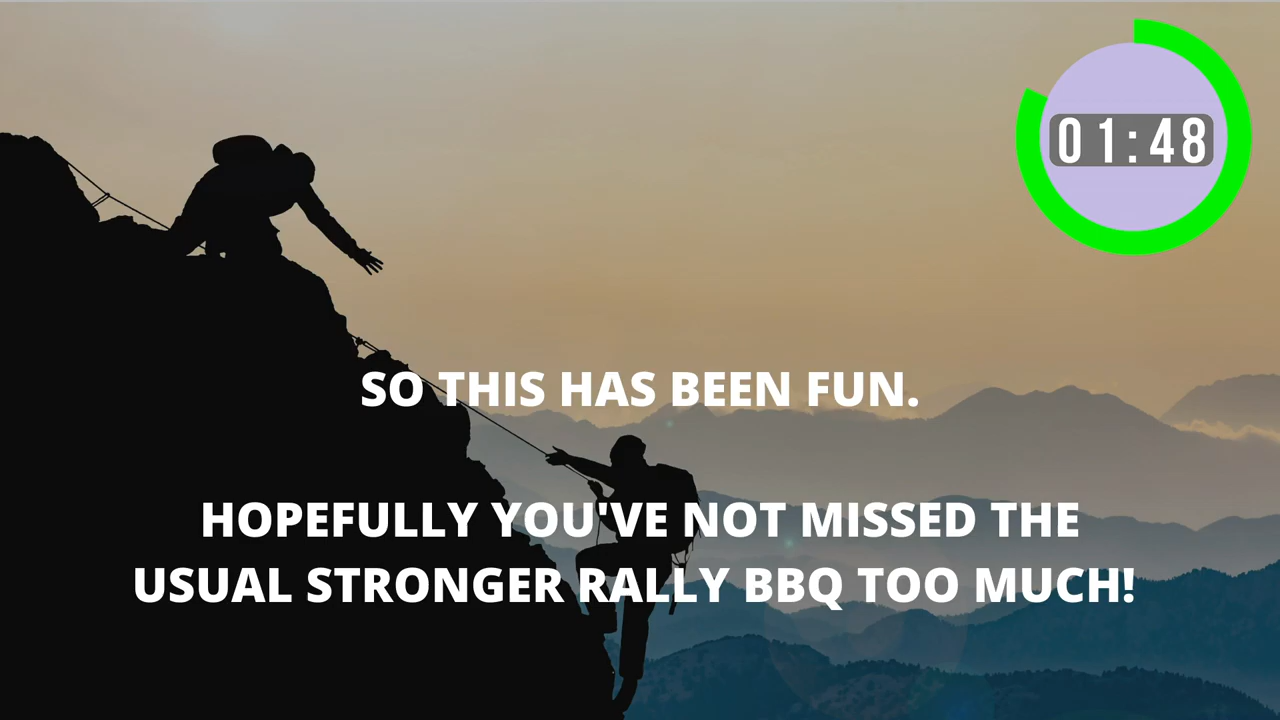 01:48
SO THIS HAS BEEN FUN.
HOPEFULLY YOU'VE NOT MISSED THE
USUAL STRONGER RALLY BBQ TOO MUCH!